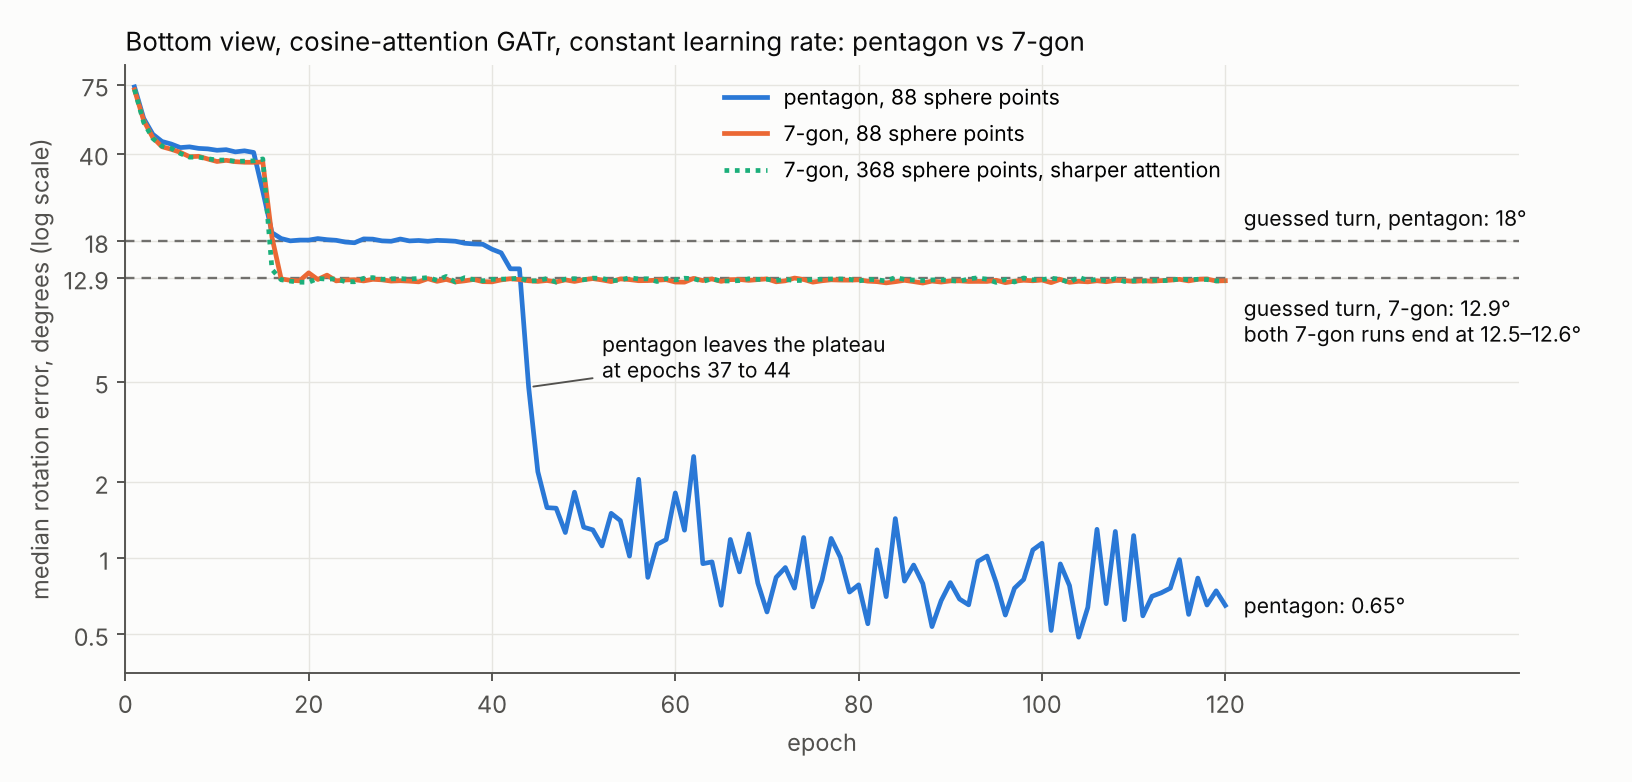 Bottom view, cosine-attention GATr, constant learning rate: pentagon vs 7-gon
median rotation error, degrees (log scale)
75
40
18
12.9
5
2
1
0.5
pentagon, 88 sphere points
7-gon, 88 sphere points
7-gon, 368 sphere points, sharper attention
guessed turn, pentagon: 18°
guessed turn, 7-gon: 12.9°
both 7-gon runs end at 12.5–12.6°
pentagon leaves the plateau
at epochs 37 to 44
pentagon: 0.65°
0
20
40
60
80
100
120
epoch